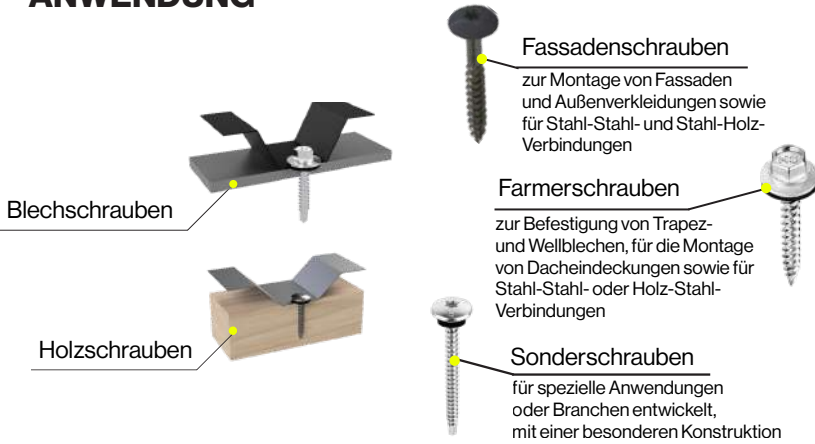 ANWENDUNG
Blechschrauben
Holzschrauben
Fassadenschrauben
zur Montage von Fassaden
und Außenverkleidungen sowie
für Stahl-Stahl- und Stahl-Holz-
Verbindungen
Farmerschrauben
zur Befestigung von Trapez-
und Wellblechen, für die Montage
von Dacheindeckungen sowie für
Stahl-Stahl- oder Holz-Stahl-
Verbindungen
Sonderschrauben
für spezielle Anwendungen
oder Branchen entwickelt,
mit einer besonderen Konstruktion